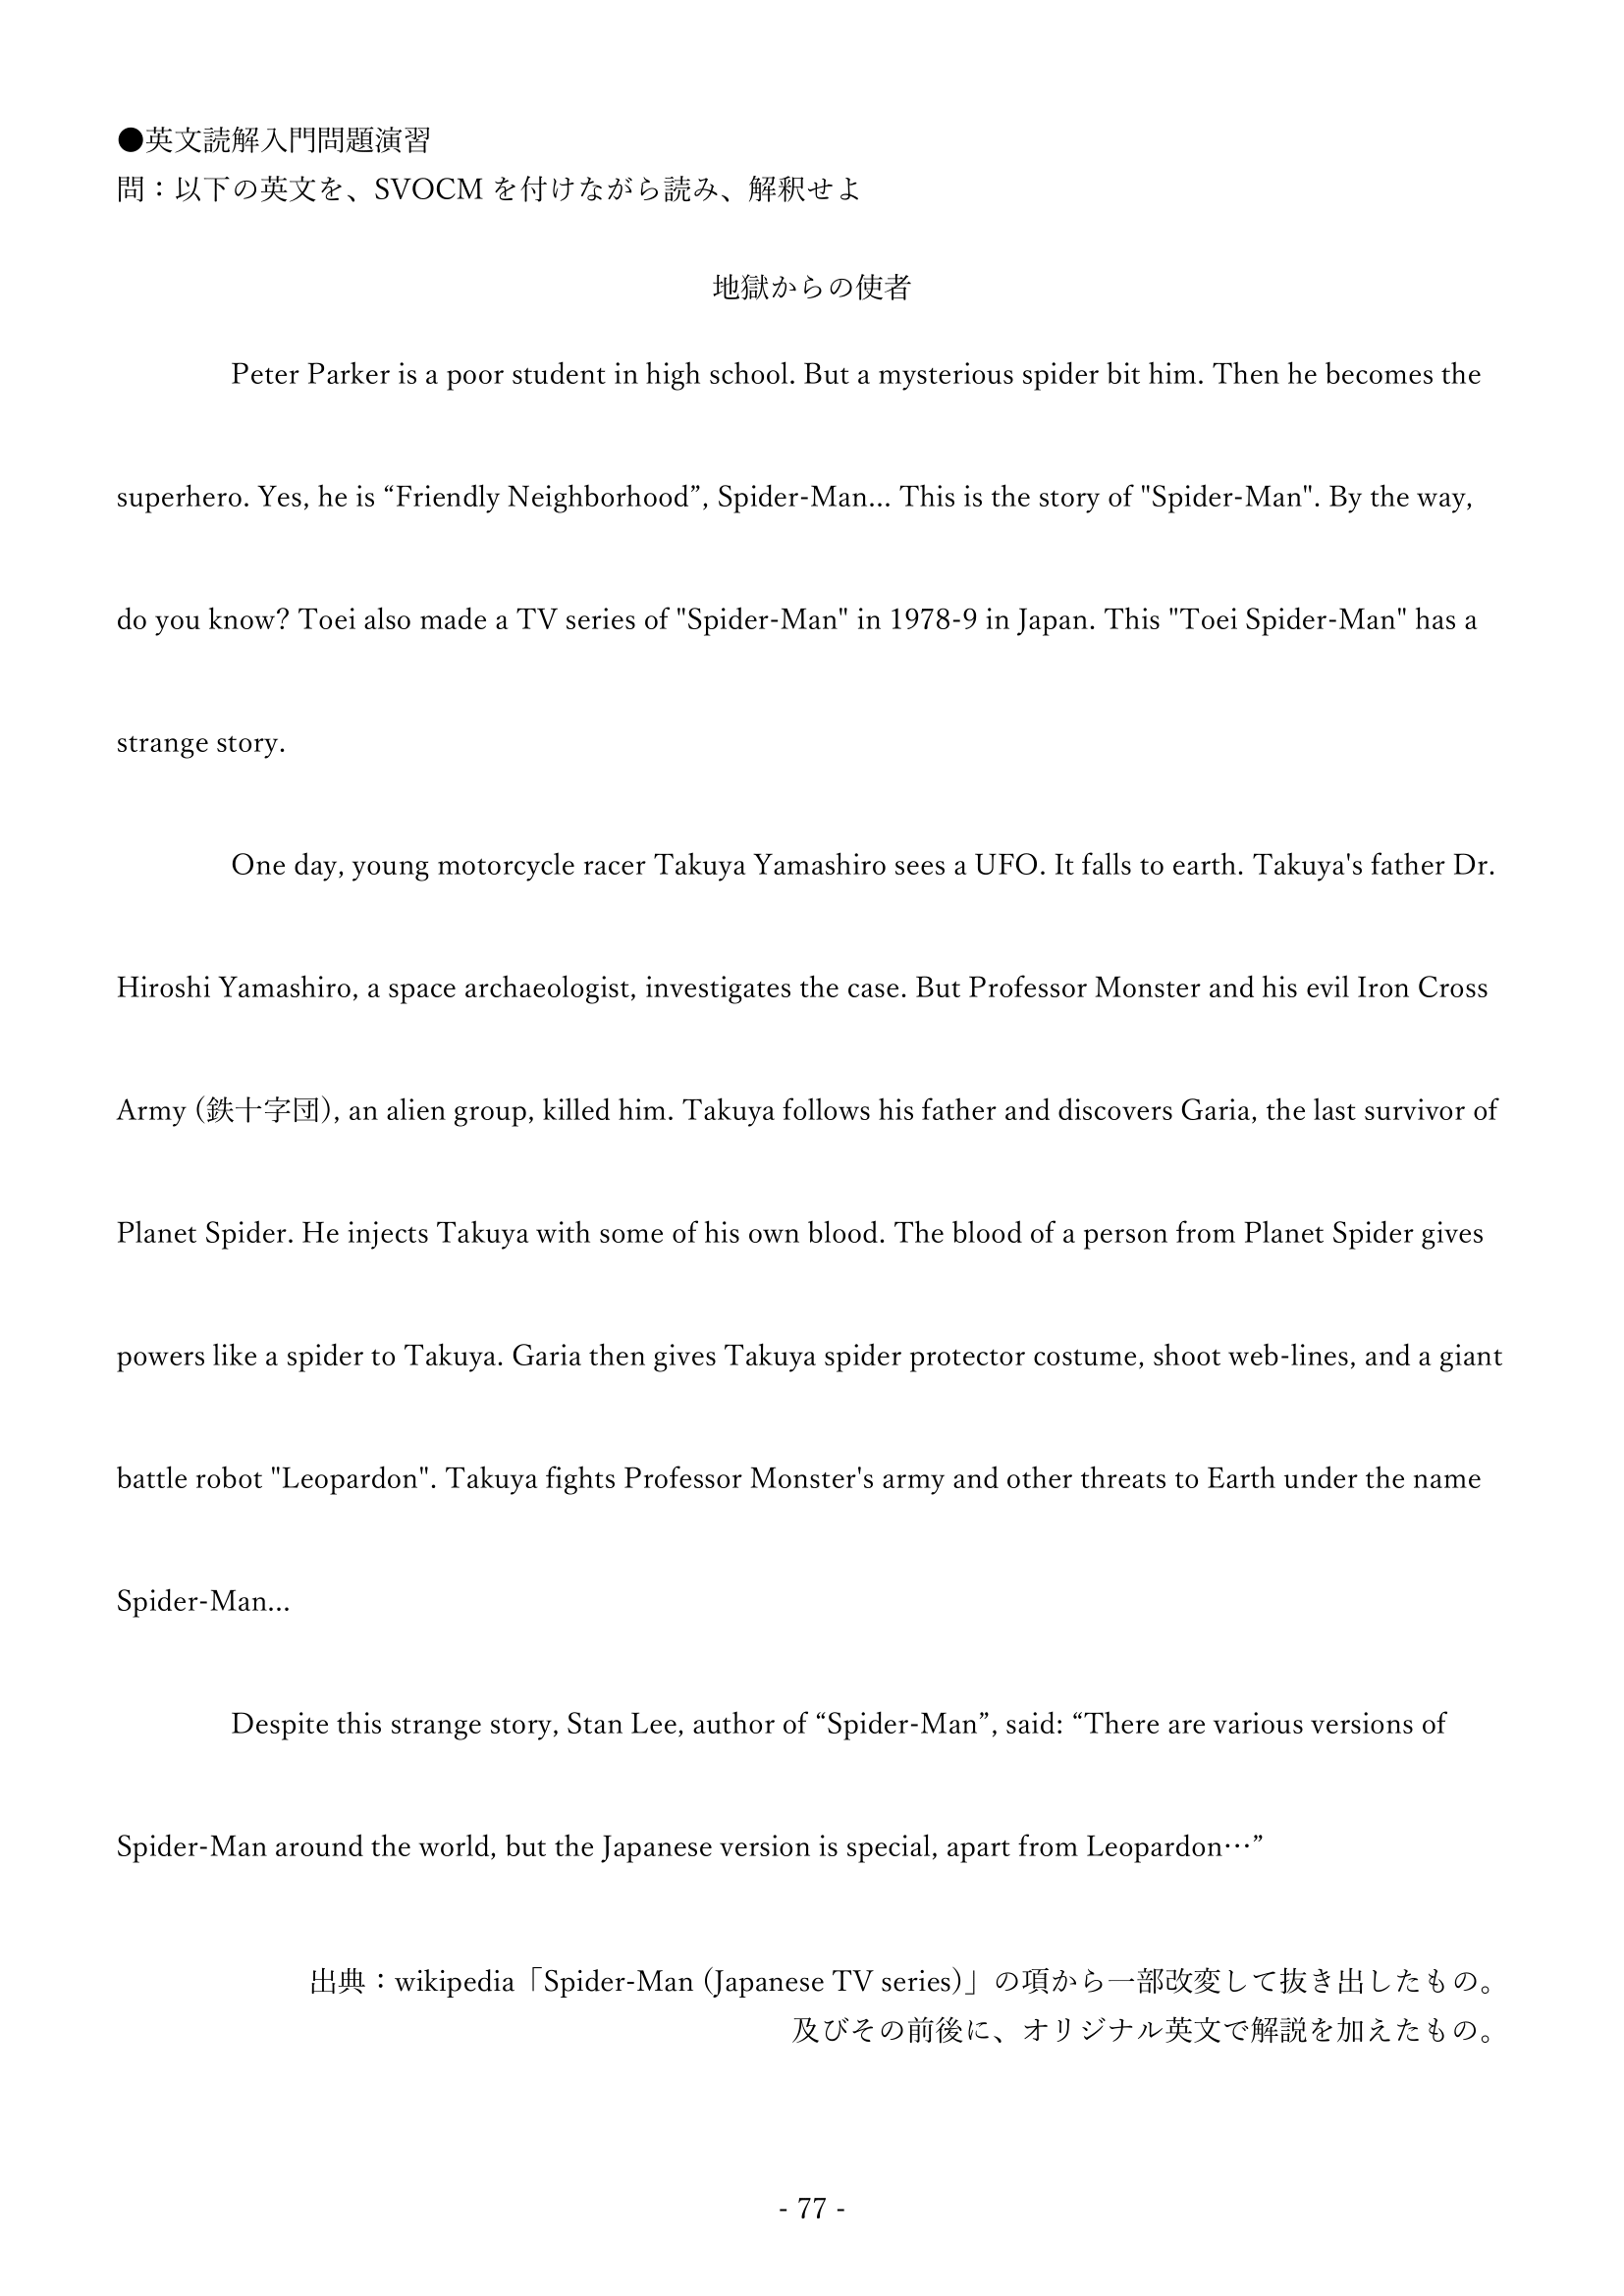 ●英文読解入門問題演習
問：以下の英文を、SVOCM を付けながら読み、解釈せよ
地獄からの使者
Peter Parker is a poor student in high school. But a mysterious spider bit him. Then he becomes the
superhero. Yes, he is “Friendly Neighborhood”, Spider-Man... This is the story of "Spider-Man". By the way,
do you know? Toei also made a TV series of "Spider-Man" in 1978-9 in Japan. This "Toei Spider-Man" has a
strange story.
One day, young motorcycle racer Takuya Yamashiro sees a UFO. It falls to earth. Takuya's father Dr.
Hiroshi Yamashiro, a space archaeologist, investigates the case. But Professor Monster and his evil Iron Cross
Army (鉄十字団), an alien group, killed him. Takuya follows his father and discovers Garia, the last survivor of
Planet Spider. He injects Takuya with some of his own blood. The blood of a person from Planet Spider gives
powers like a spider to Takuya. Garia then gives Takuya spider protector costume, shoot web-lines, and a giant
battle robot "Leopardon". Takuya fights Professor Monster's army and other threats to Earth under the name
Spider-Man...
Despite this strange story, Stan Lee, author of “Spider-Man”, said: “There are various versions of
Spider-Man around the world, but the Japanese version is special, apart from Leopardon…”
出典：wikipedia「Spider-Man (Japanese TV series)」の項から一部改変して抜き出したもの。
及びその前後に、オリジナル英文で解説を加えたもの。
- 77 -